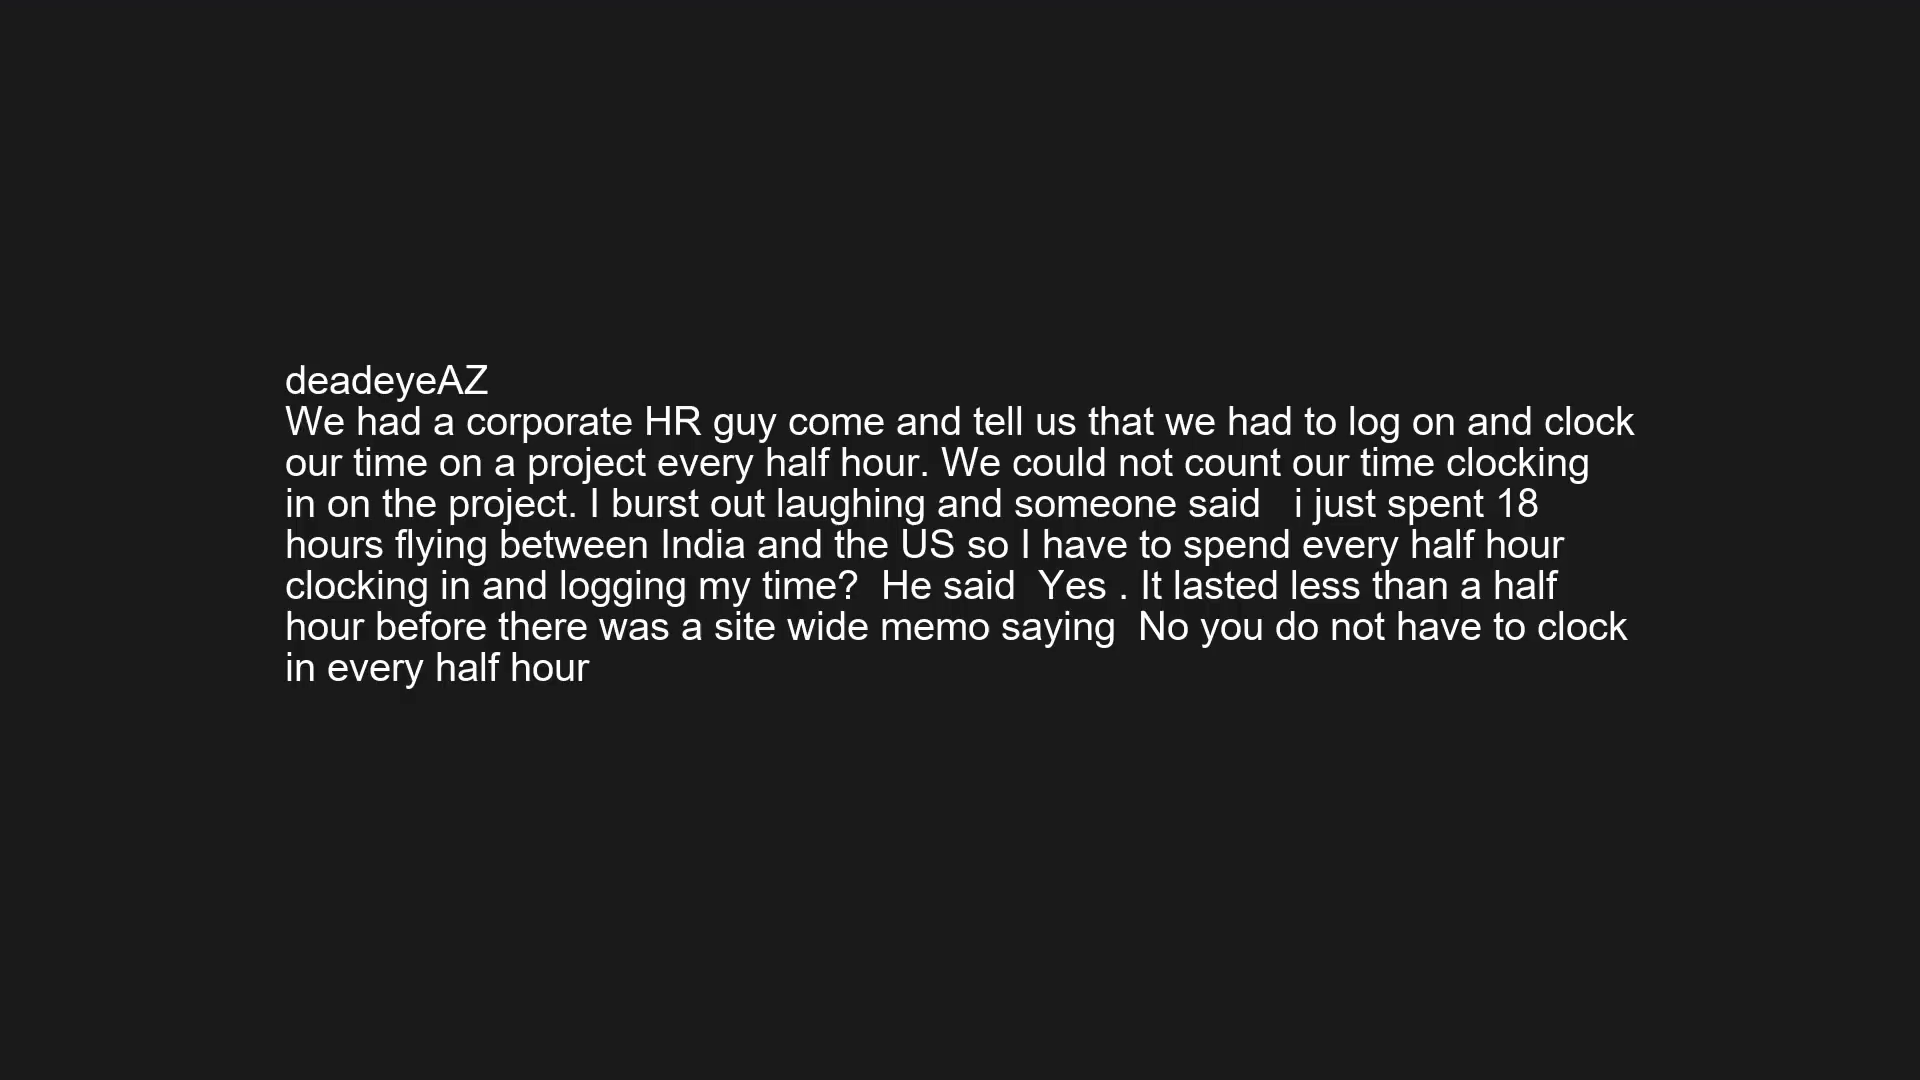 deadeyeAZ
We had a corporate HR guy come and tell us that we had to log on and clock
our time on a project every half hour. We could not count our time clocking
in on the project. I burst out laughing and someone said   i just spent 18
hours flying between India and the US so I have to spend every half hour
clocking in and logging my time?  He said  Yes . It lasted less than a half
hour before there was a site wide memo saying  No you do not have to clock
in every half hour